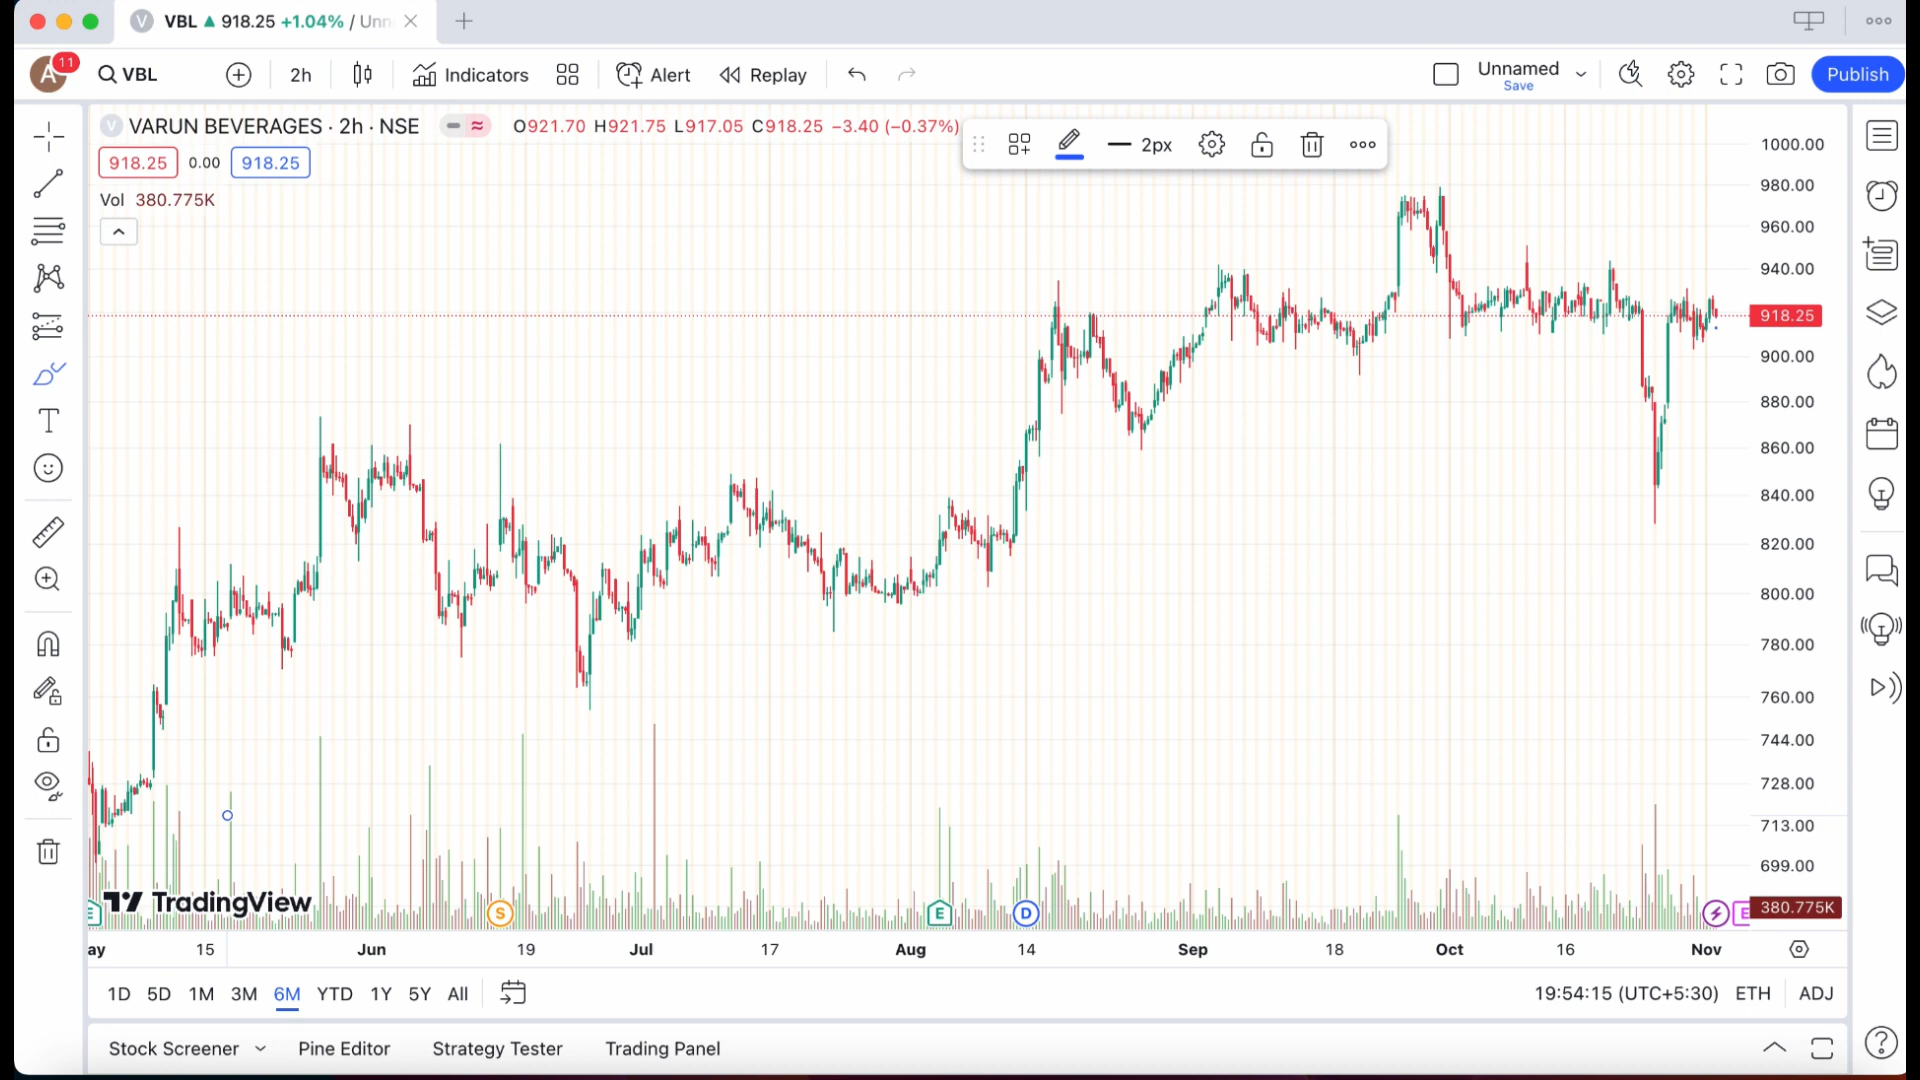 V VBL ▲ 918.25 +1.04% / Unn
A 11 VBL 2h Indicators Alert Replay Unnamed Save Publish
V VARUN BEVERAGES · 2h · NSE O921.70 H921.75 L917.05 C918.25 −3.40 (−0.37%)
2px
918.25 0.00 918.25
Vol 380.775K
1000.00
980.00
960.00
940.00
918.25
900.00
880.00
860.00
840.00
820.00
800.00
780.00
760.00
744.00
728.00
713.00
699.00
380.775K
TradingView
E S E D E
ay 15 Jun 19 Jul 17 Aug 14 Sep 18 Oct 16 Nov
1D 5D 1M 3M 6M YTD 1Y 5Y All 19:54:15 (UTC+5:30) ETH ADJ
Stock Screener Pine Editor Strategy Tester Trading Panel